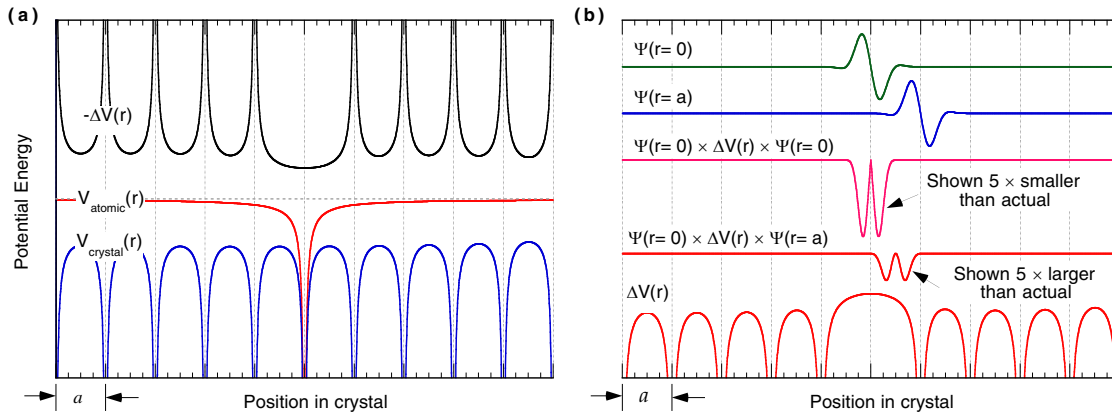 (a)
-ΔV(r)
V_atomic(r)
V_crystal(r)
Potential Energy
a
Position in crystal
(b)
Ψ(r= 0)
Ψ(r= a)
Ψ(r= 0) × ΔV(r) × Ψ(r= 0)
Shown 5 × smaller
than actual
Ψ(r= 0) × ΔV(r) × Ψ(r= a)
Shown 5 × larger
than actual
ΔV(r)
a
Position in crystal